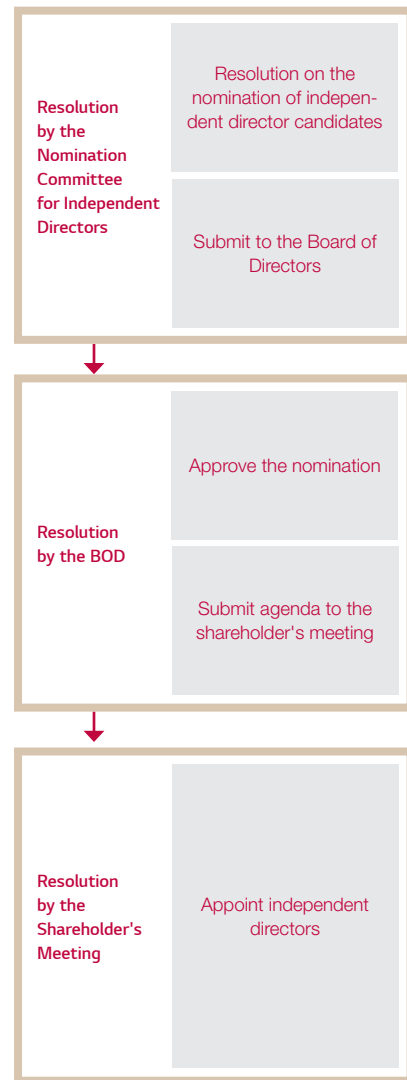 Resolution
by the
Nomination
Committee
for Independent
Directors
Resolution on the
nomination of indepen-
dent director candidates
Submit to the Board of
Directors
Resolution
by the BOD
Approve the nomination
Submit agenda to the
shareholder's meeting
Resolution
by the
Shareholder's
Meeting
Appoint independent
directors